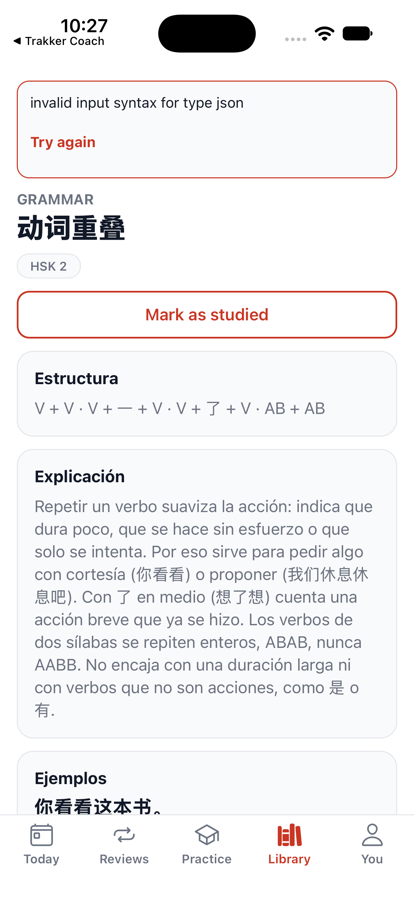 10:27
◀ Trakker Coach
invalid input syntax for type json
Try again
GRAMMAR
动词重叠
HSK 2
Mark as studied
Estructura
V + V · V + 一 + V · V + 了 + V · AB + AB
Explicación
Repetir un verbo suaviza la acción: indica que
dura poco, que se hace sin esfuerzo o que
solo se intenta. Por eso sirve para pedir algo
con cortesía (你看看) o proponer (我们休息休
息吧). Con 了 en medio (想了想) cuenta una
acción breve que ya se hizo. Los verbos de
dos sílabas se repiten enteros, ABAB, nunca
AABB. No encaja con una duración larga ni
con verbos que no son acciones, como 是 o
有.
Ejemplos
你看看这本书。
Today
Reviews
Practice
Library
You